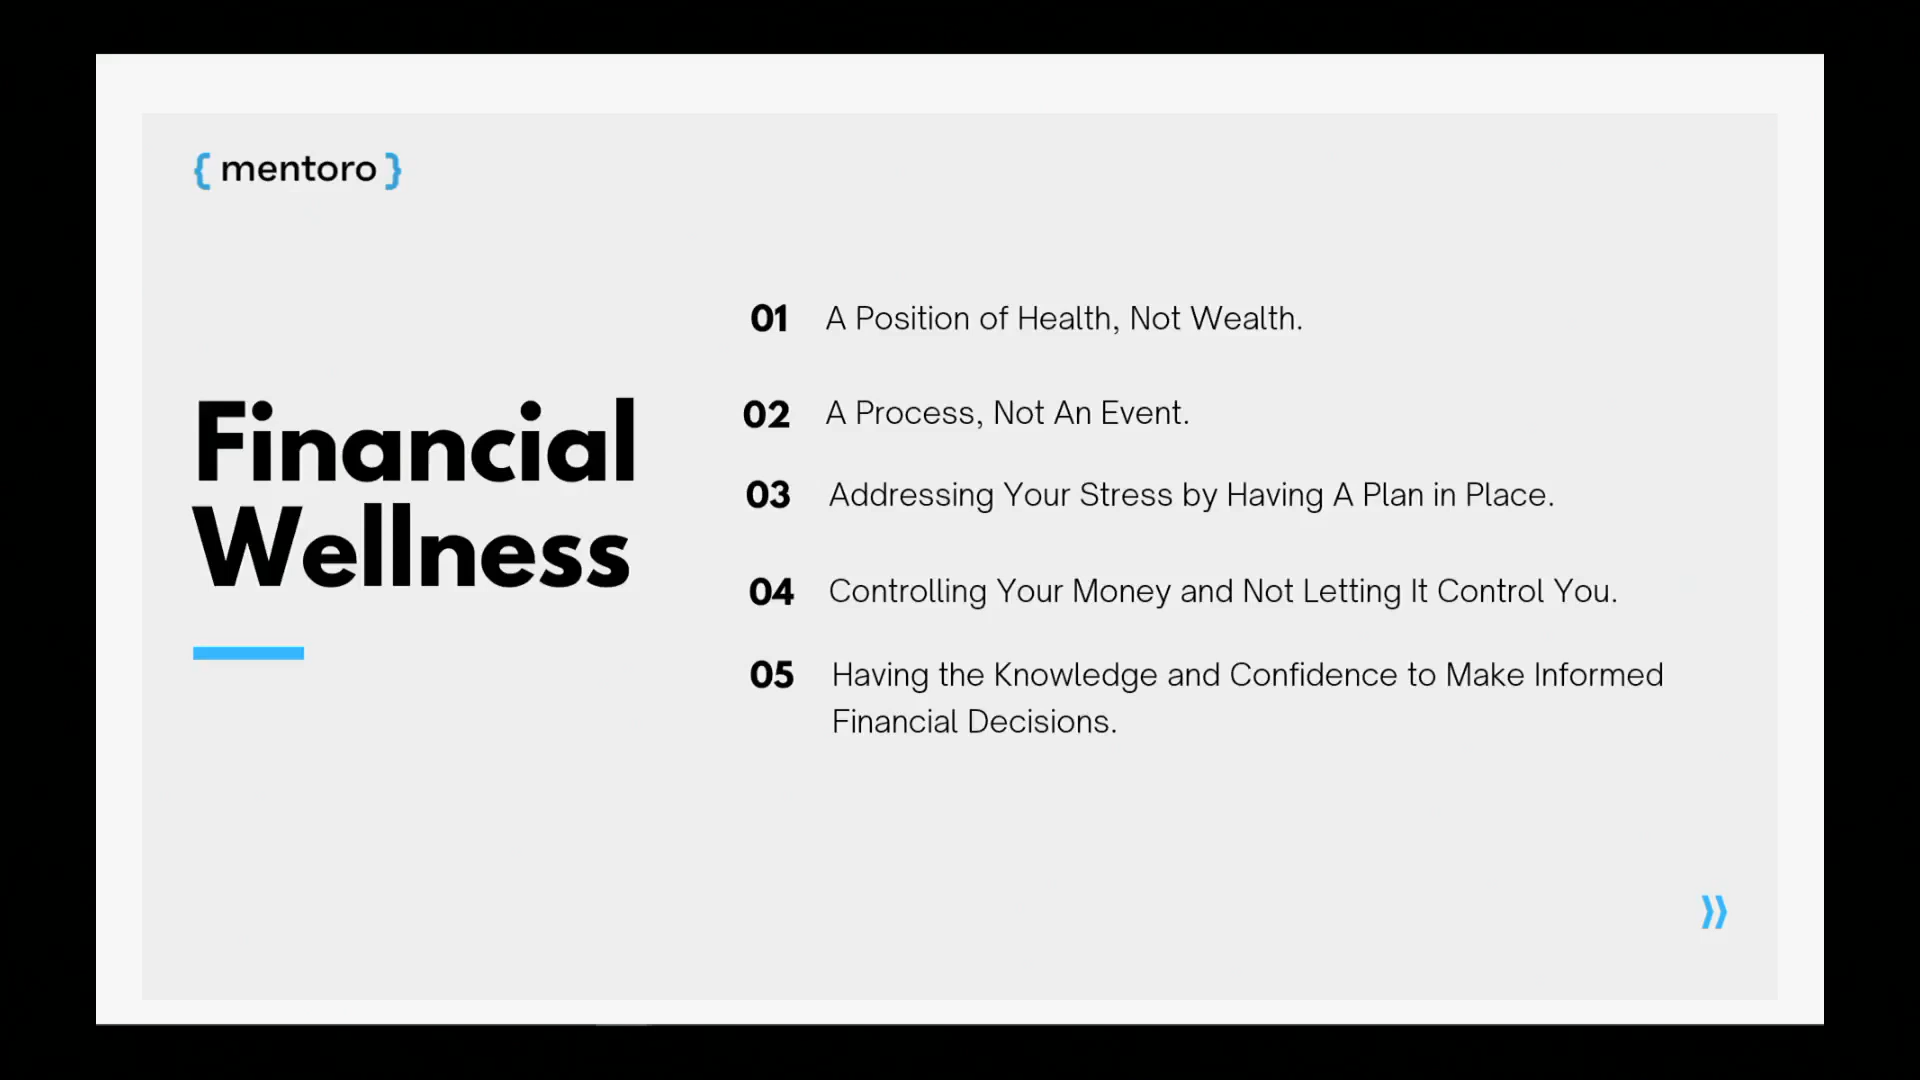 { mentoro }
Financial
Wellness
01 A Position of Health, Not Wealth.
02 A Process, Not An Event.
03 Addressing Your Stress by Having A Plan in Place.
04 Controlling Your Money and Not Letting It Control You.
05 Having the Knowledge and Confidence to Make Informed
Financial Decisions.